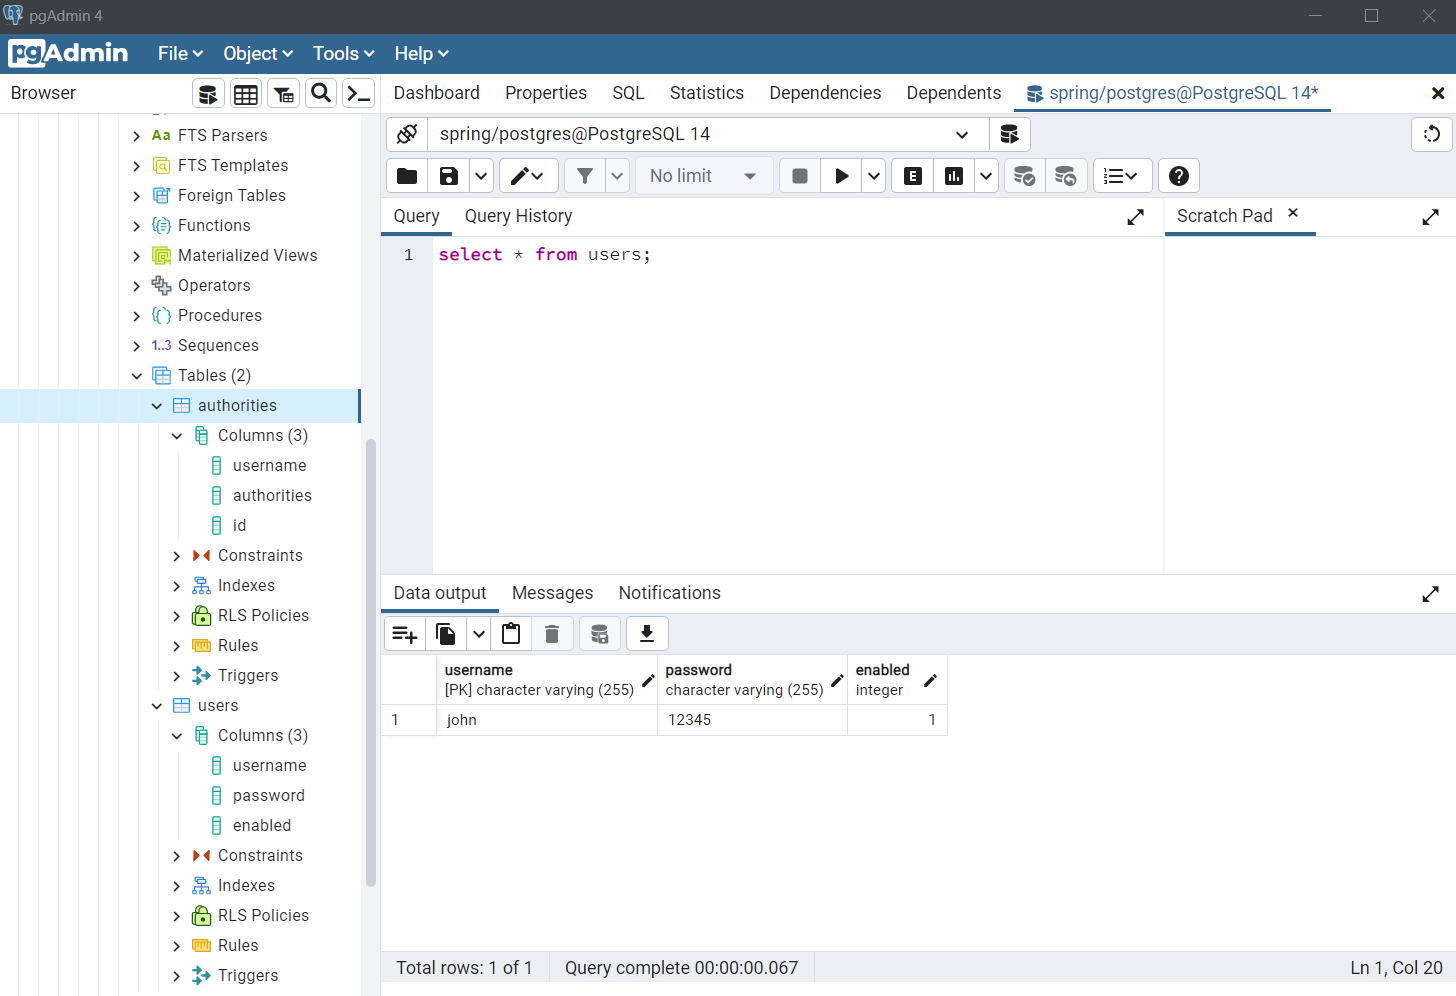 pgAdmin 4
pgAdmin File Object Tools Help
Browser
Dashboard Properties SQL Statistics Dependencies Dependents spring/postgres@PostgreSQL 14*
FTS Parsers
FTS Templates
Foreign Tables
Functions
Materialized Views
Operators
Procedures
1..3 Sequences
Tables (2)
authorities
Columns (3)
username
authorities
id
Constraints
Indexes
RLS Policies
Rules
Triggers
users
Columns (3)
username
password
enabled
Constraints
Indexes
RLS Policies
Rules
Triggers
spring/postgres@PostgreSQL 14
No limit
E
Query Query History
Scratch Pad
1 select * from users;
Data output Messages Notifications
username password enabled
[PK] character varying (255) character varying (255) integer
1 john 12345 1
Total rows: 1 of 1 Query complete 00:00:00.067 Ln 1, Col 20